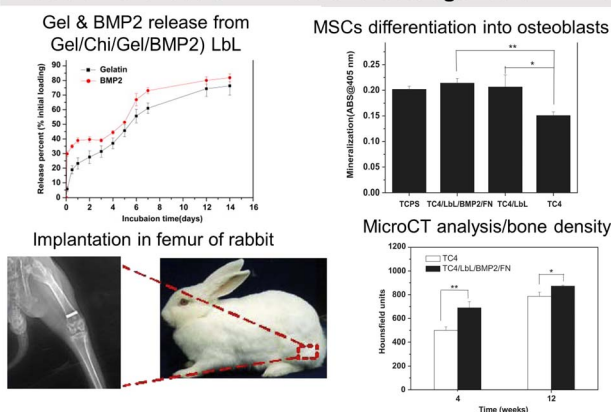 Gel & BMP2 release from
Gel/Chi/Gel/BMP2) LbL
Release percent (% initial loading)
90
80
70
60
50
40
30
20
10
0
Gelatin
BMP2
0 2 4 6 8 10 12 14 16
Incubaion time(days)
MSCs differentiation into osteoblasts
Mineralization(ABS@405 nm)
0.25
0.20
0.15
0.10
0.05
0.00
**
*
TCPS TC4/LbL/BMP2/FN TC4/LbL TC4
Implantation in femur of rabbit
MicroCT analysis/bone density
Hounsfield units
1200
1000
800
600
400
200
0
TC4
TC4/LbL/BMP2/FN
**
*
4 12
Time (weeks)